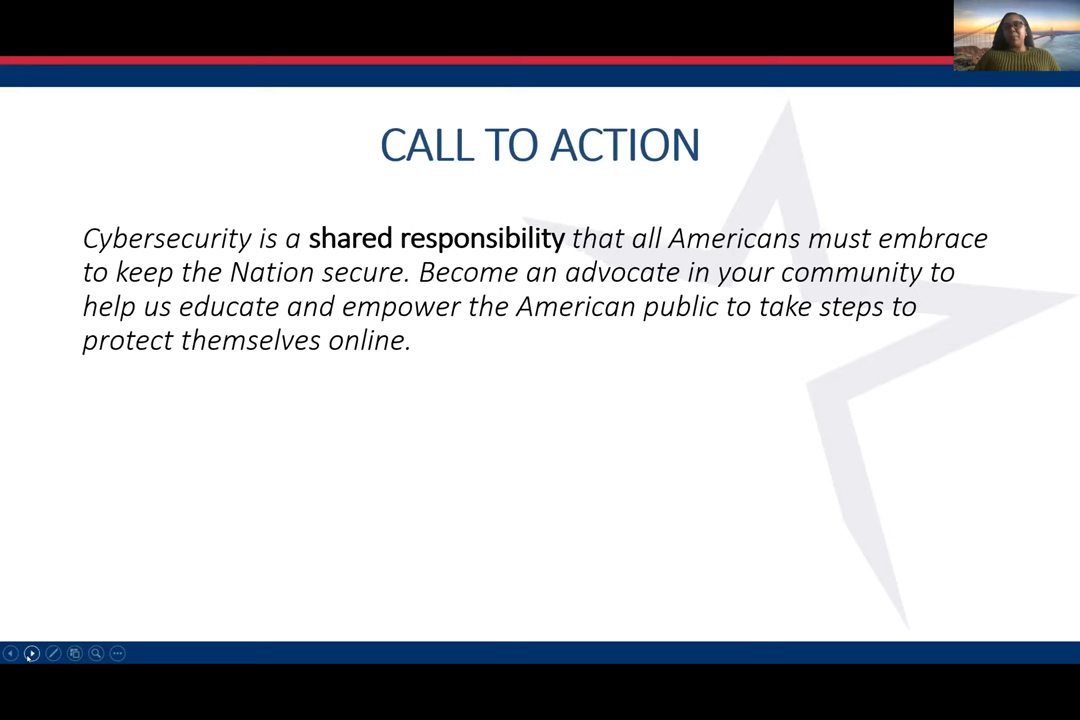 CALL TO ACTION
Cybersecurity is a shared responsibility that all Americans must embrace
to keep the Nation secure. Become an advocate in your community to
help us educate and empower the American public to take steps to
protect themselves online.